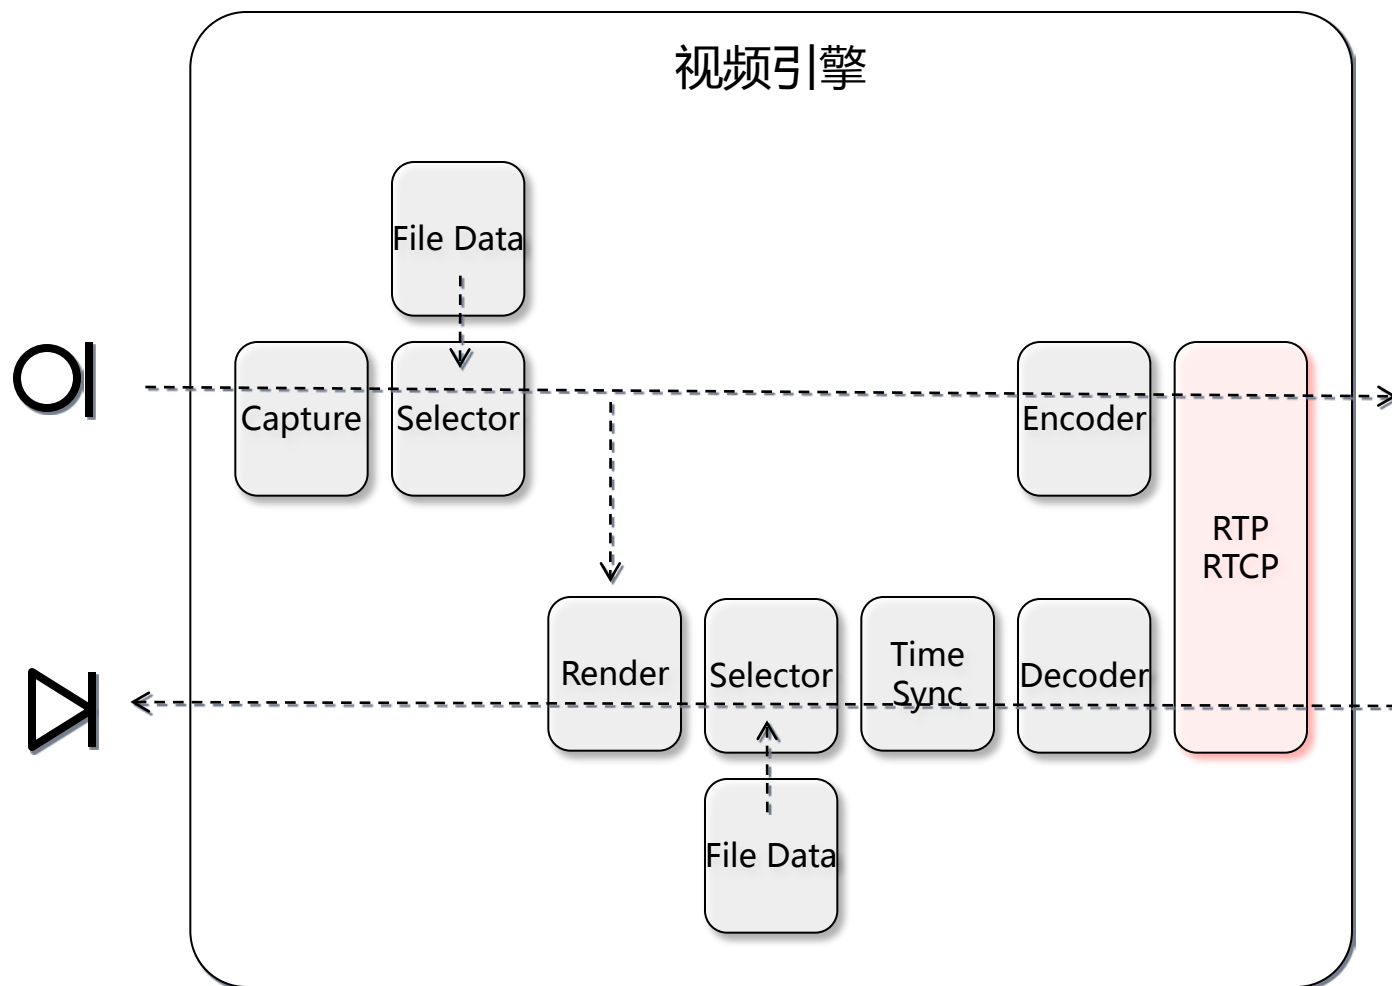 视频引擎
File Data
Capture
Selector
Encoder
RTP
RTCP
Render
Selector
Time
Sync
Decoder
File Data